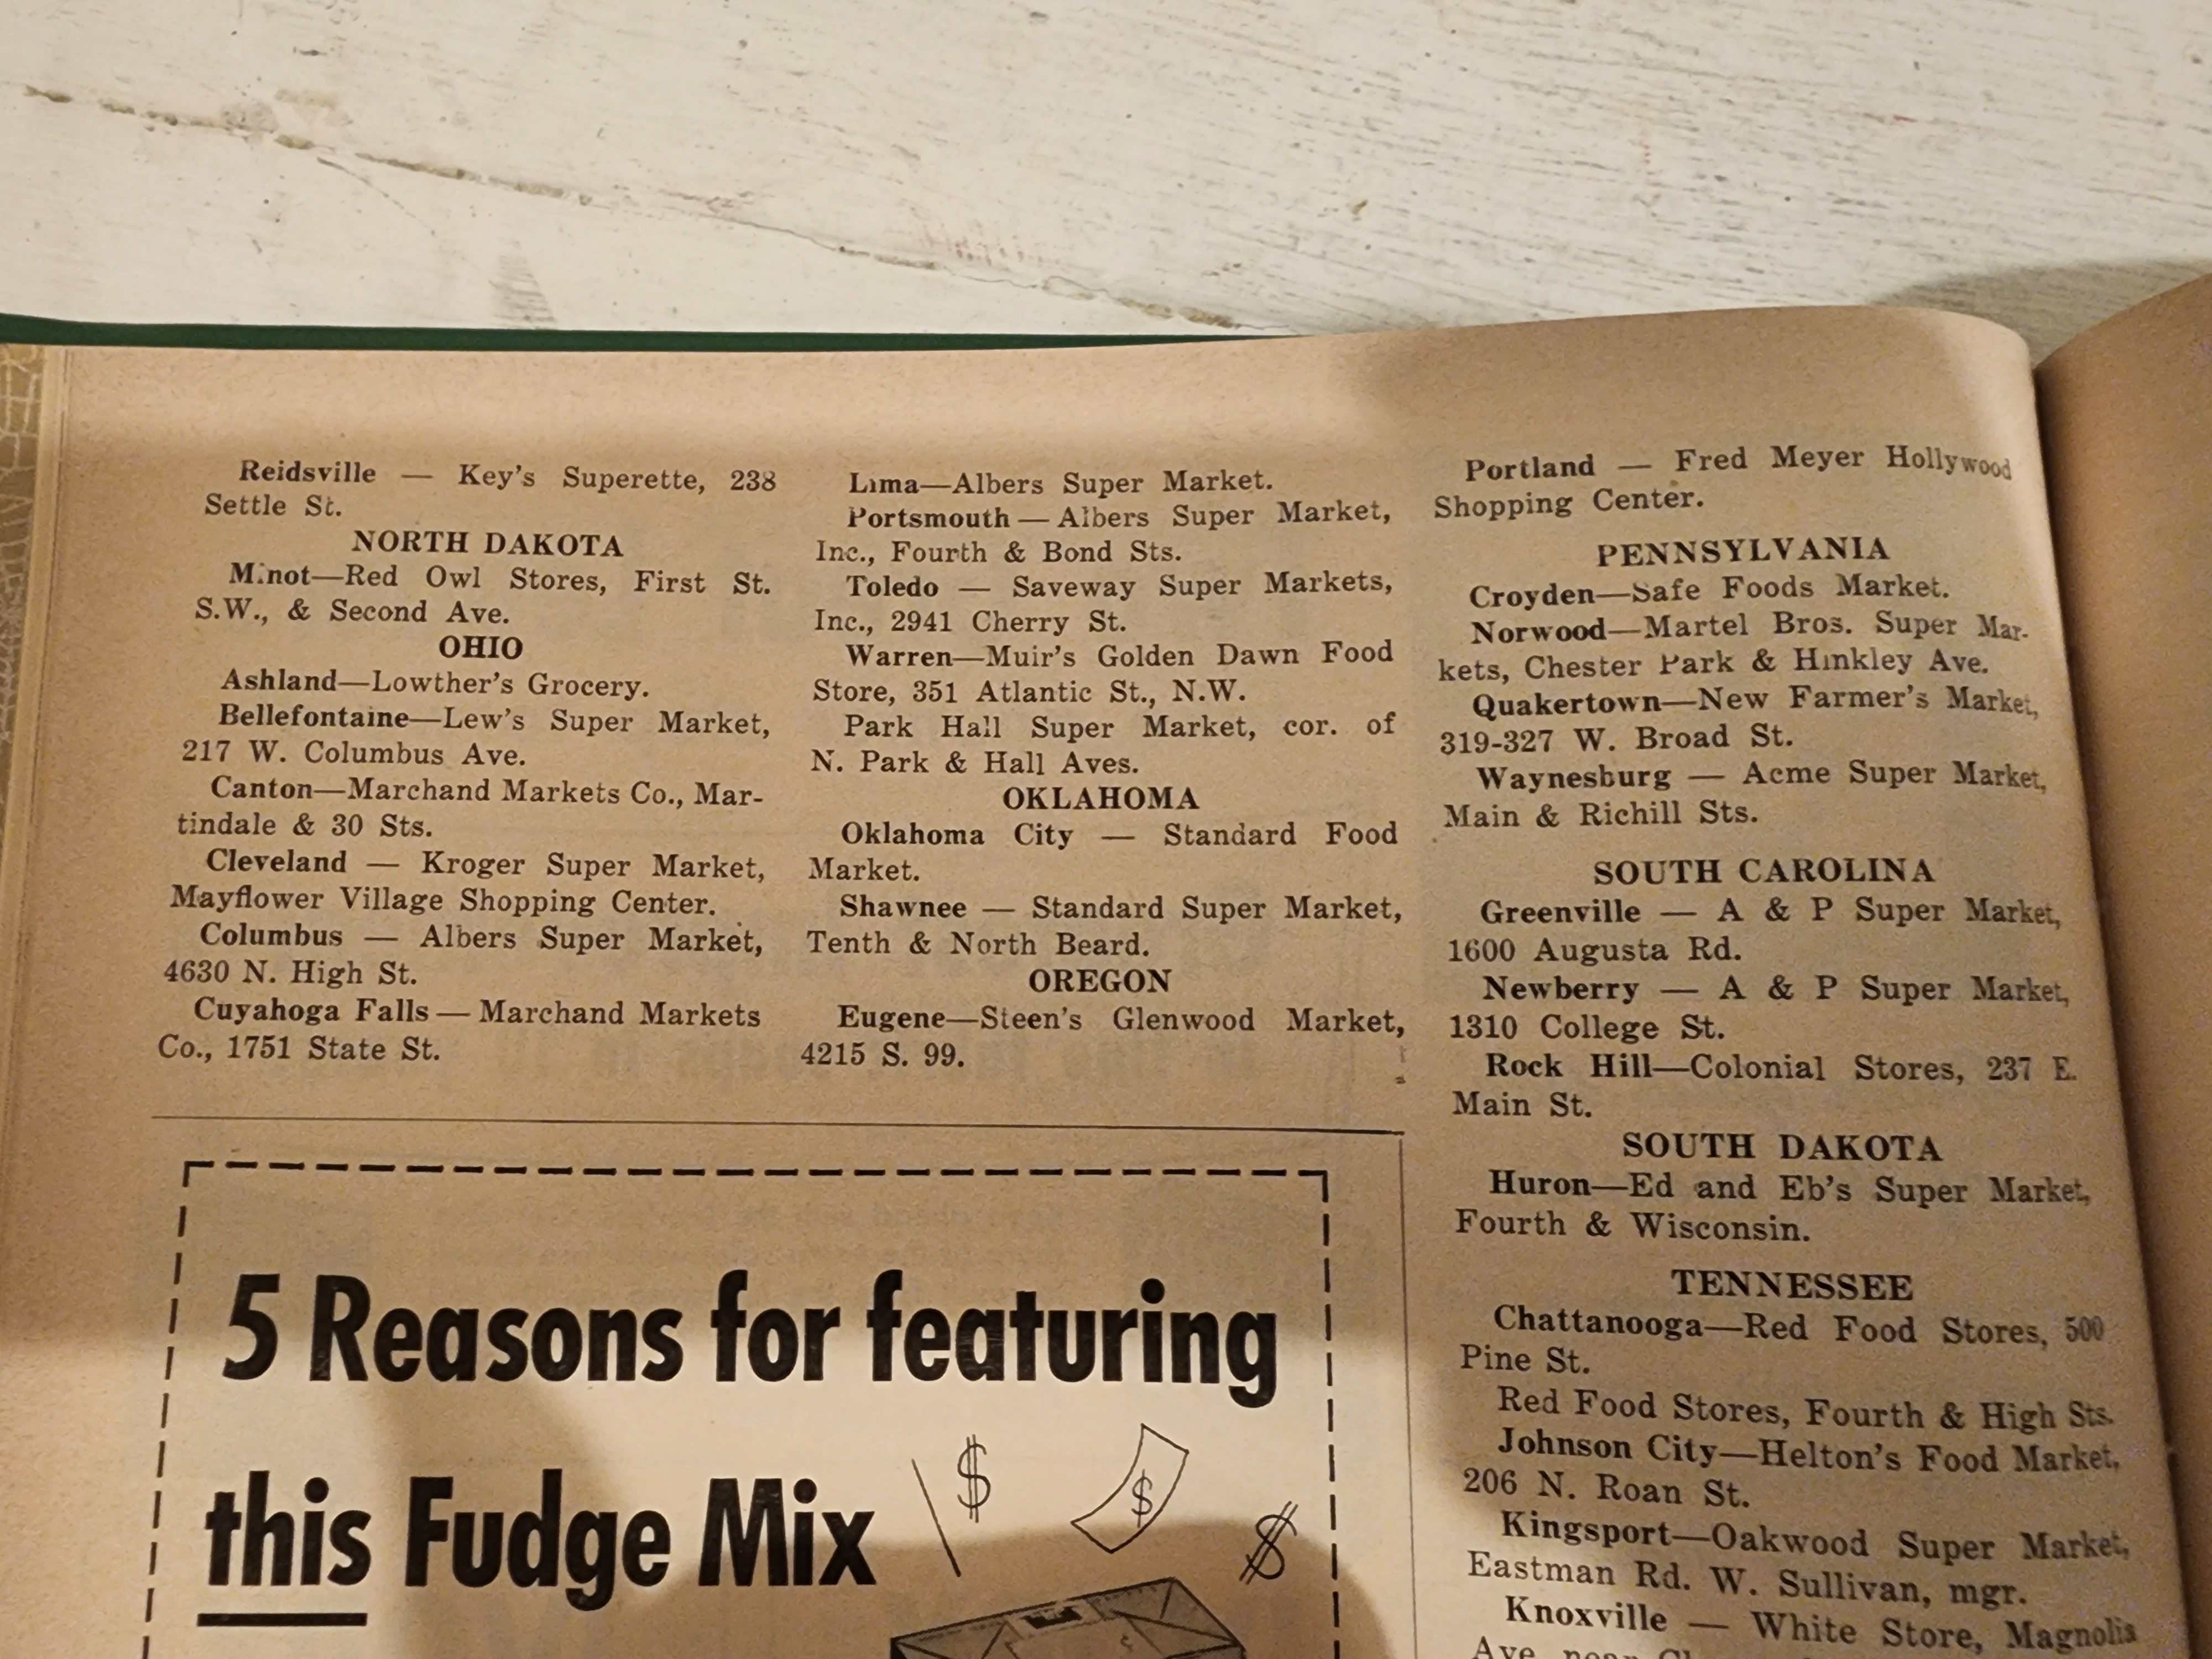 Reidsville — Key's Superette, 238
Settle St.
NORTH DAKOTA
Minot—Red Owl Stores, First St.
S.W., & Second Ave.
OHIO
Ashland—Lowther's Grocery.
Bellefontaine—Lew's Super Market,
217 W. Columbus Ave.
Canton—Marchand Markets Co., Mar-
tindale & 30 Sts.
Cleveland — Kroger Super Market,
Mayflower Village Shopping Center.
Columbus — Albers Super Market,
4630 N. High St.
Cuyahoga Falls — Marchand Markets
Co., 1751 State St.
Lima—Albers Super Market.
Portsmouth — Albers Super Market,
Inc., Fourth & Bond Sts.
Toledo — Saveway Super Markets,
Inc., 2941 Cherry St.
Warren—Muir's Golden Dawn Food
Store, 351 Atlantic St., N.W.
Park Hall Super Market, cor. of
N. Park & Hall Aves.
OKLAHOMA
Oklahoma City — Standard Food
Market.
Shawnee — Standard Super Market,
Tenth & North Beard.
OREGON
Eugene—Steen's Glenwood Market,
4215 S. 99.
Portland — Fred Meyer Hollywood
Shopping Center.
PENNSYLVANIA
Croyden—Safe Foods Market.
Norwood—Martel Bros. Super Mar-
kets, Chester Park & Hinkley Ave.
Quakertown—New Farmer's Market,
319-327 W. Broad St.
Waynesburg — Acme Super Market,
Main & Richill Sts.
SOUTH CAROLINA
Greenville — A & P Super Market,
1600 Augusta Rd.
Newberry — A & P Super Market,
1310 College St.
Rock Hill—Colonial Stores, 237 E.
Main St.
SOUTH DAKOTA
Huron—Ed and Eb's Super Market,
Fourth & Wisconsin.
TENNESSEE
Chattanooga—Red Food Stores, 500
Pine St.
Red Food Stores, Fourth & High Sts.
Johnson City—Helton's Food Market,
206 N. Roan St.
Kingsport—Oakwood Super Market,
Eastman Rd. W. Sullivan, mgr.
Knoxville — White Store, Magnolia
Ave. near
5 Reasons for featuring
this Fudge Mix
$ $ $